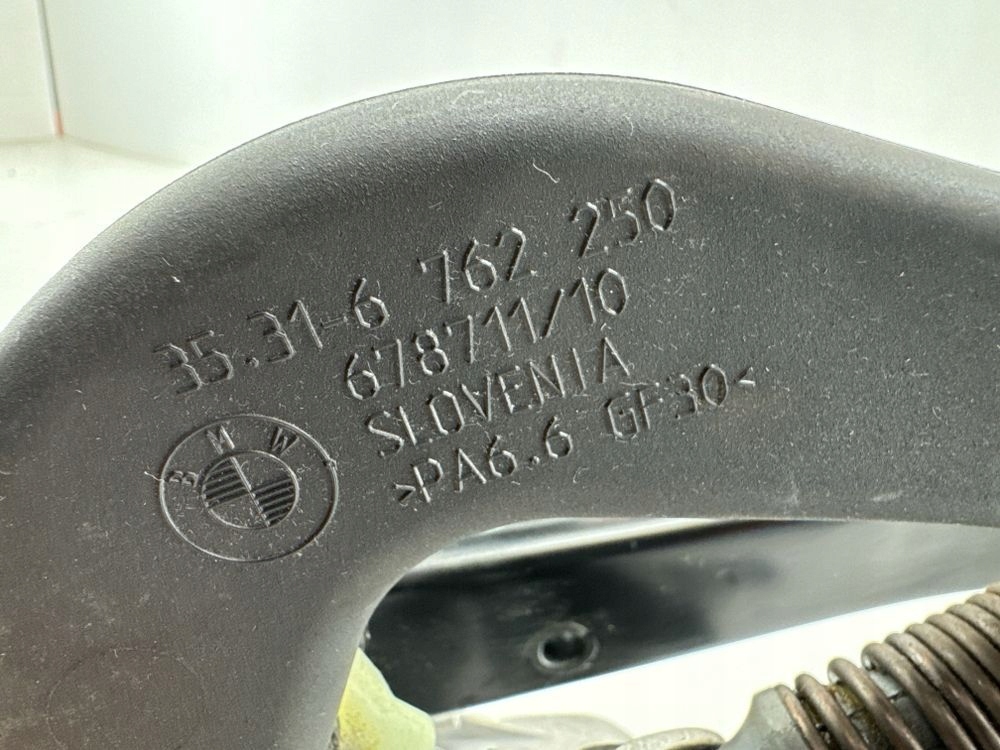 35.31-6 762 250
678711/10
SLOVENIA
>PA6.6 GF30<
BMW